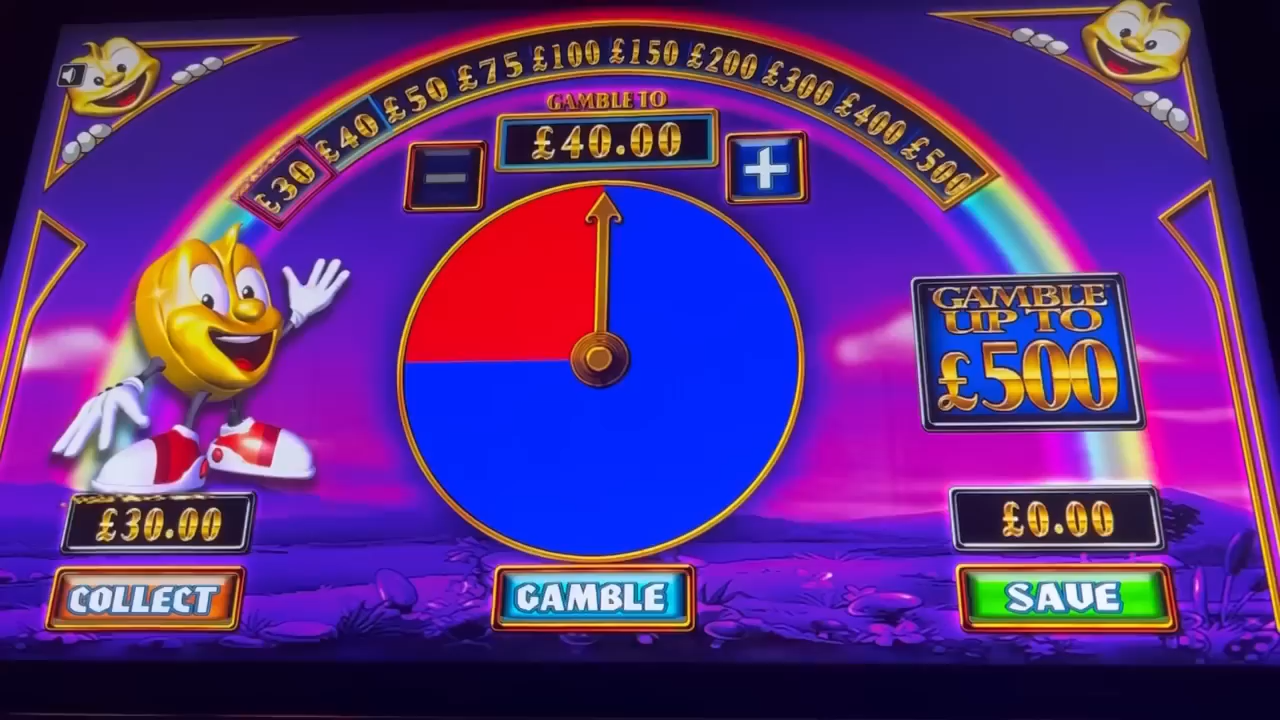 £30 £40 £50 £75 £100 £150 £200 £300 £400 £500
GAMBLE TO
£40.00
GAMBLE
UP TO
£500
£30.00
£0.00
COLLECT
GAMBLE
SAVE